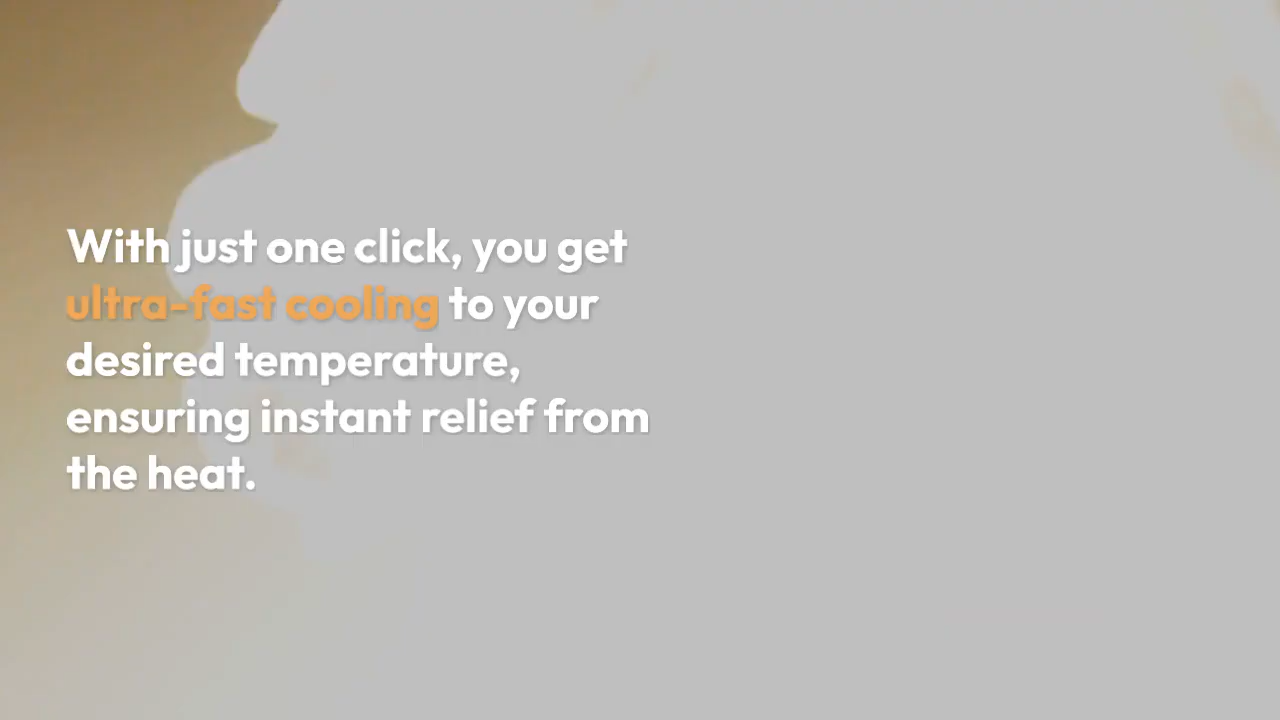 With just one click, you get
ultra-fast cooling to your
desired temperature,
ensuring instant relief from
the heat.